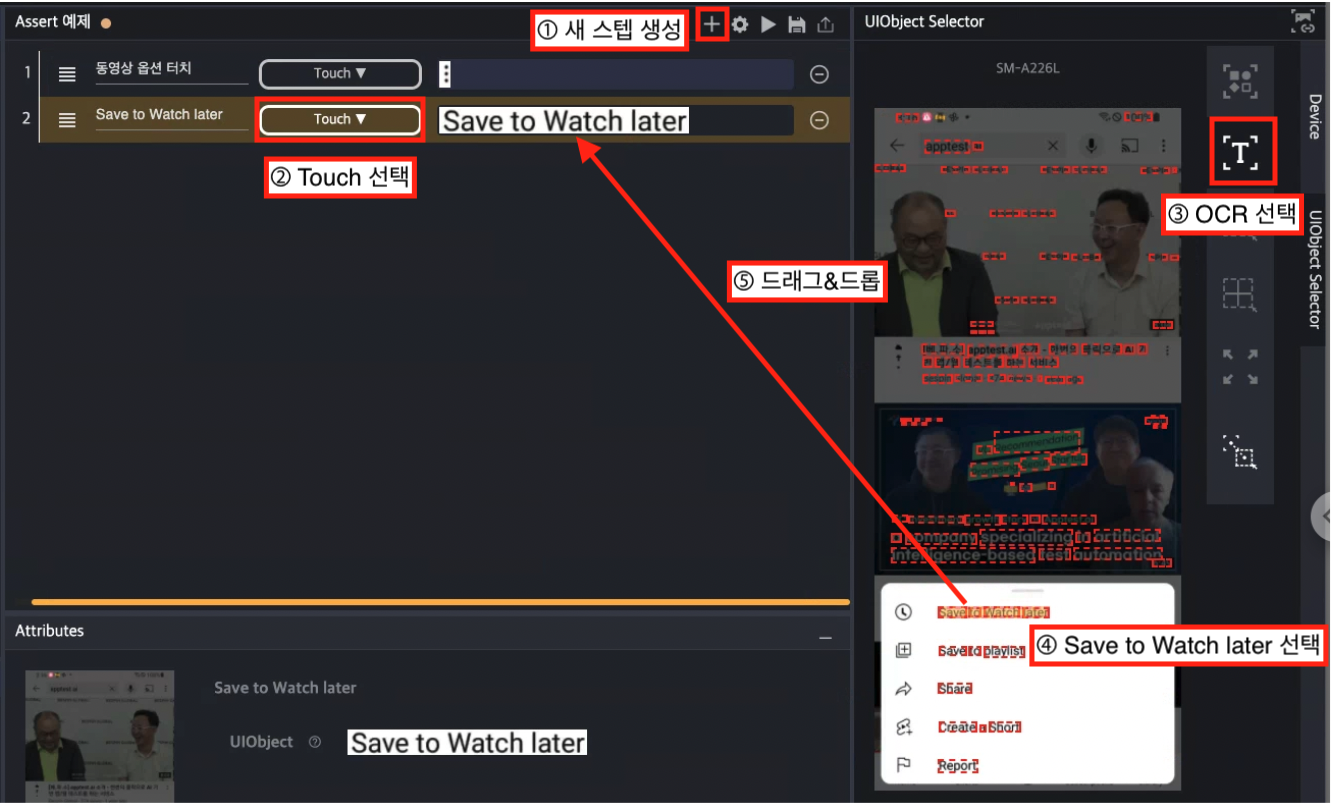 Assert 예제
① 새 스텝 생성
UIObject Selector
1
동영상 옵션 터치
Touch ▼
SM-A226L
Device
2
Save to Watch later
Touch ▼
Save to Watch later
② Touch 선택
apptest
③ OCR 선택
UIObject Selector
⑤ 드래그&드롭
Recommendation
company specializing in artificial
intelligence-based test automation
Save to Watch later
Save to playlist
④ Save to Watch later 선택
Share
Create a Short
Report
Attributes
Save to Watch later
UIObject
Save to Watch later